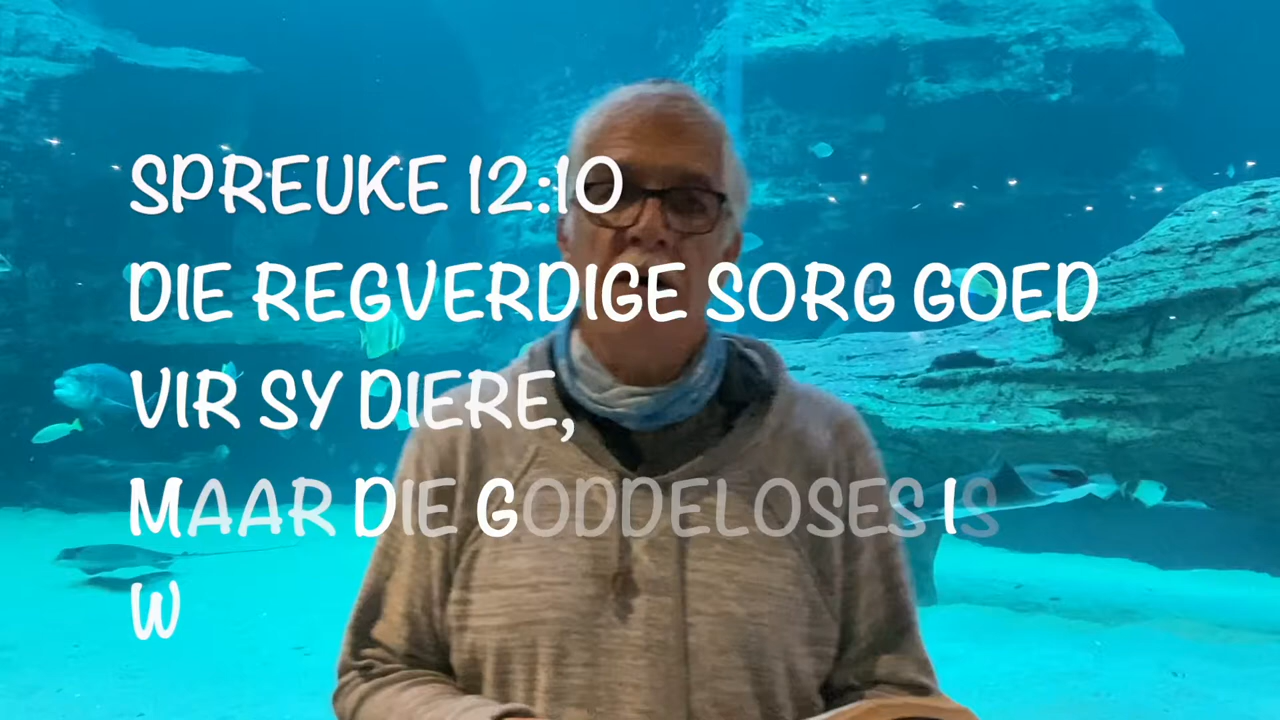 SPREUKE 12:10
DIE REGVERDIGE SORG GOED
VIR SY DIERE,
MAAR DIE GODDELOSES IS
W